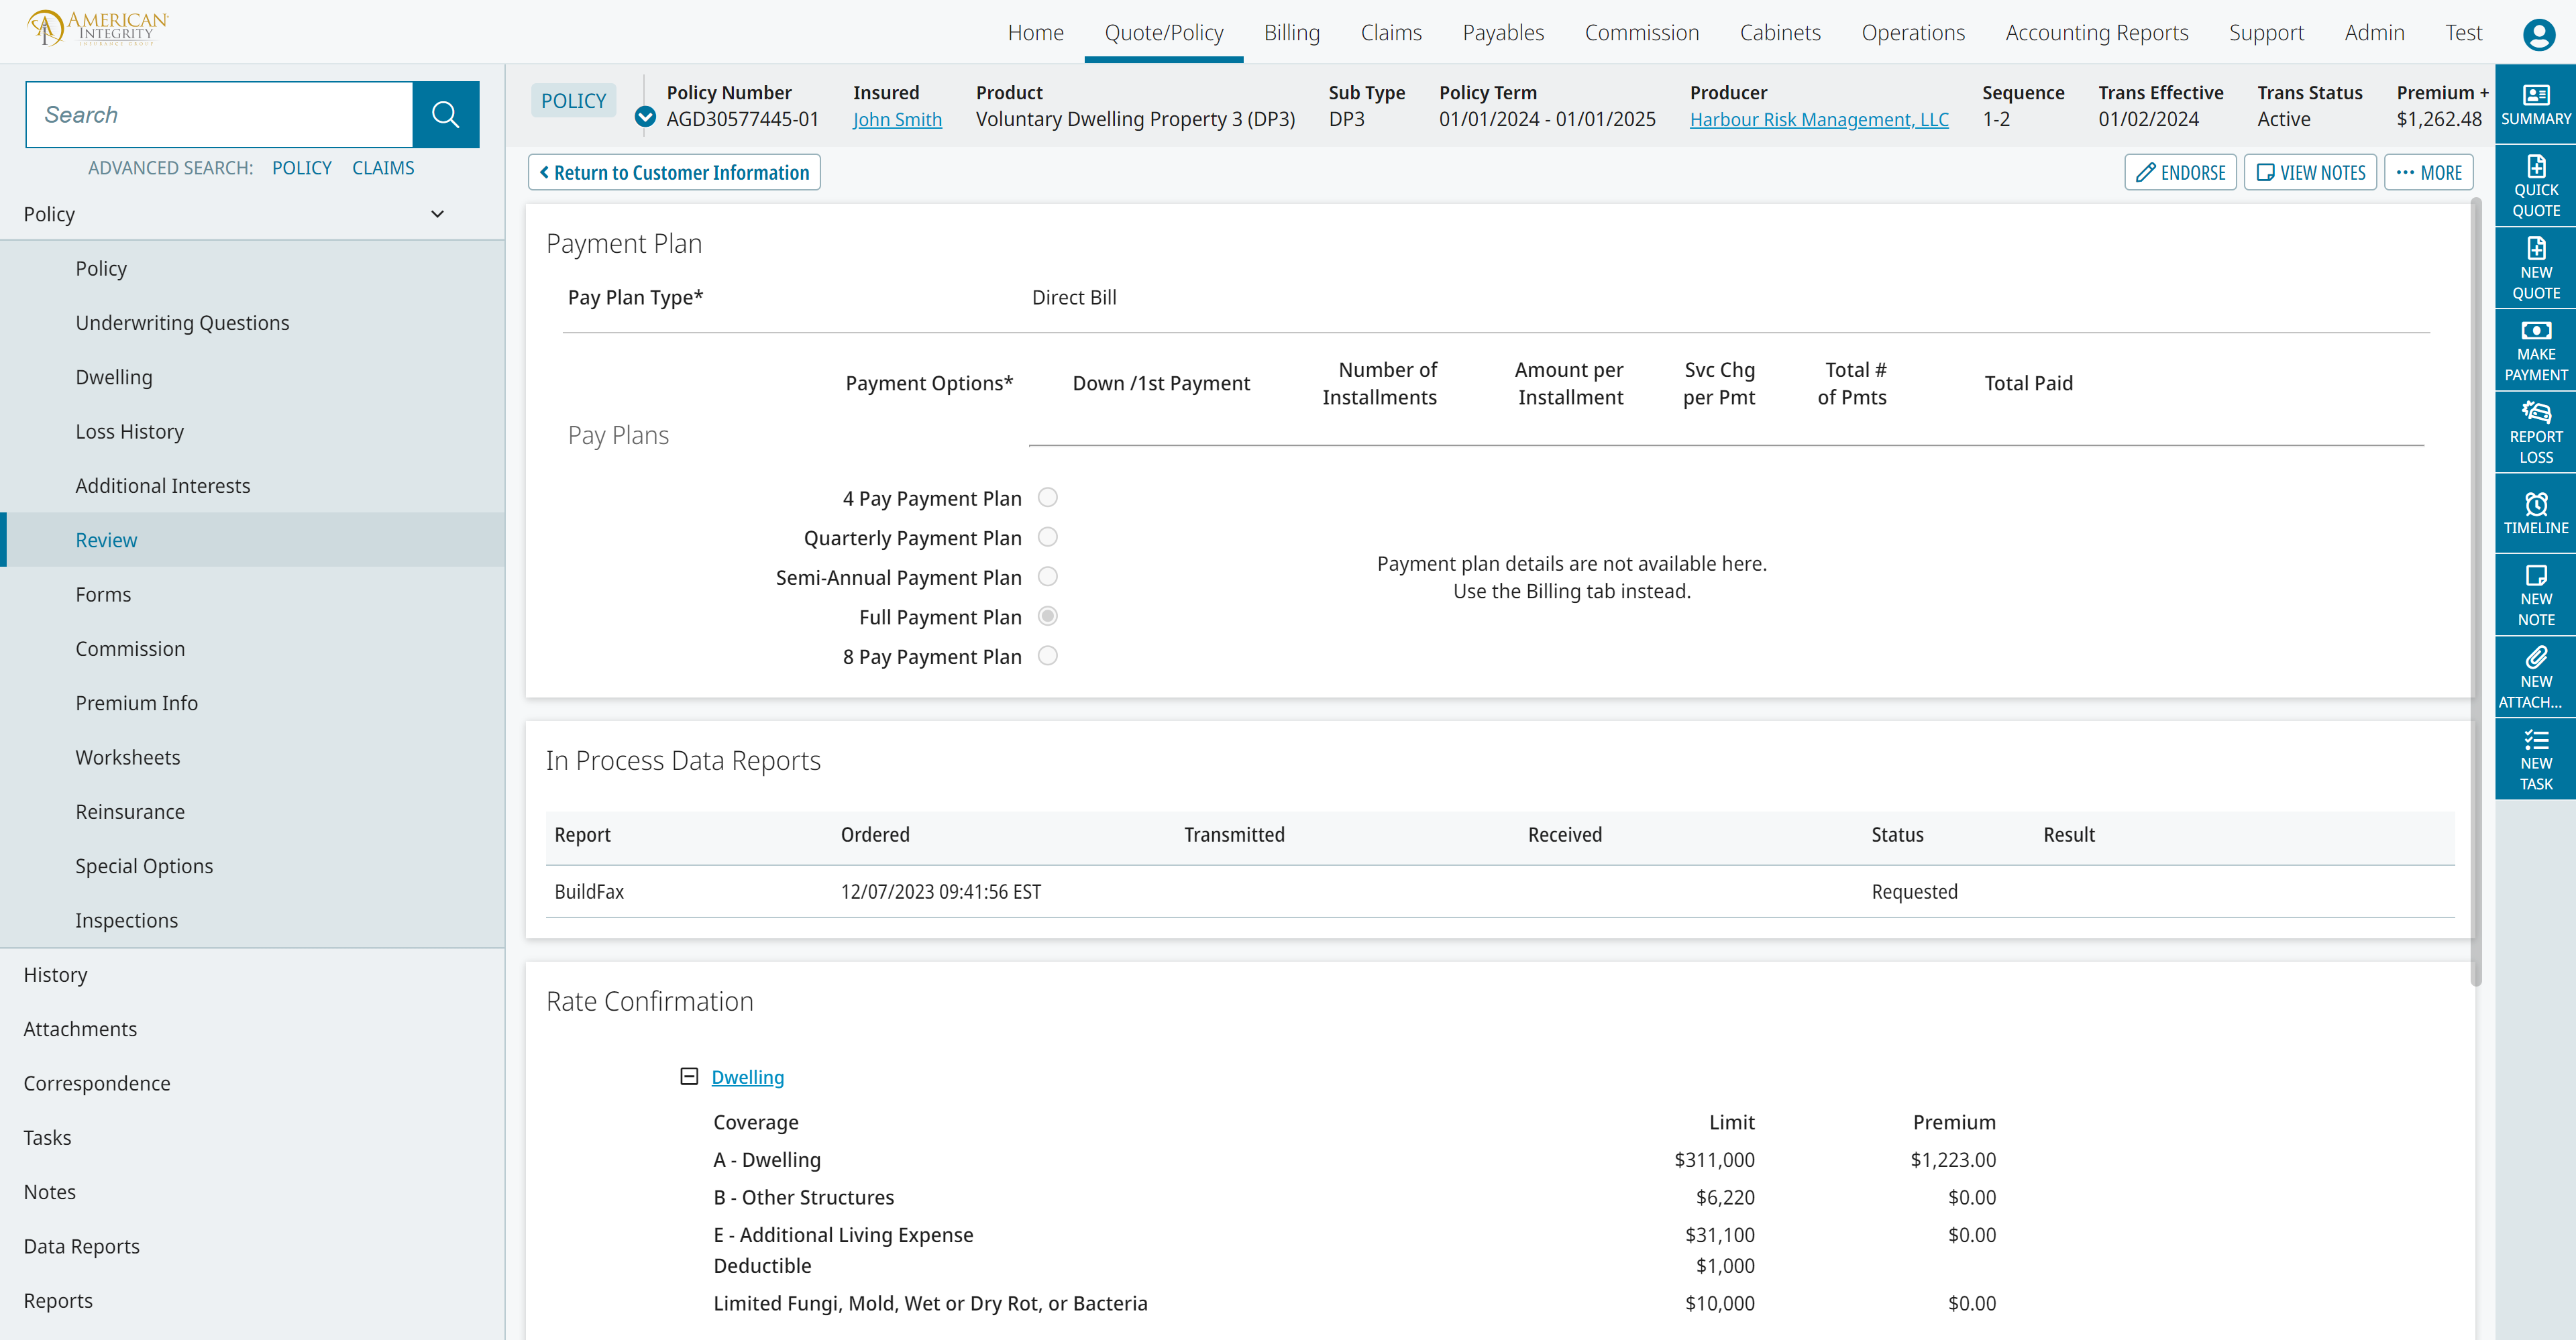 AMERICAN
INTEGRITY
INSURANCE GROUP
Home Quote/Policy Billing Claims Payables Commission Cabinets Operations Accounting Reports Support Admin Test
Search
ADVANCED SEARCH: POLICY CLAIMS
Policy
Policy
Underwriting Questions
Dwelling
Loss History
Additional Interests
Review
Forms
Commission
Premium Info
Worksheets
Reinsurance
Special Options
Inspections
History
Attachments
Correspondence
Tasks
Notes
Data Reports
Reports
POLICY
Policy Number Insured Product Sub Type Policy Term Producer Sequence Trans Effective Trans Status Premium +
AGD30577445-01 John Smith Voluntary Dwelling Property 3 (DP3) DP3 01/01/2024 - 01/01/2025 Harbour Risk Management, LLC 1-2 01/02/2024 Active $1,262.48
Return to Customer Information
ENDORSE VIEW NOTES MORE
Payment Plan
Pay Plan Type* Direct Bill
Payment Options* Down /1st Payment Number of Installments Amount per Installment Svc Chg per Pmt Total # of Pmts Total Paid
Pay Plans
4 Pay Payment Plan
Quarterly Payment Plan
Semi-Annual Payment Plan
Full Payment Plan
8 Pay Payment Plan
Payment plan details are not available here.
Use the Billing tab instead.
In Process Data Reports
Report Ordered Transmitted Received Status Result
BuildFax 12/07/2023 09:41:56 EST Requested
Rate Confirmation
Dwelling
Coverage Limit Premium
A - Dwelling $311,000 $1,223.00
B - Other Structures $6,220 $0.00
E - Additional Living Expense $31,100 $0.00
Deductible $1,000
Limited Fungi, Mold, Wet or Dry Rot, or Bacteria $10,000 $0.00
SUMMARY
QUICK
QUOTE
NEW
QUOTE
MAKE
PAYMENT
REPORT
LOSS
TIMELINE
NEW
NOTE
NEW
ATTACH...
NEW
TASK